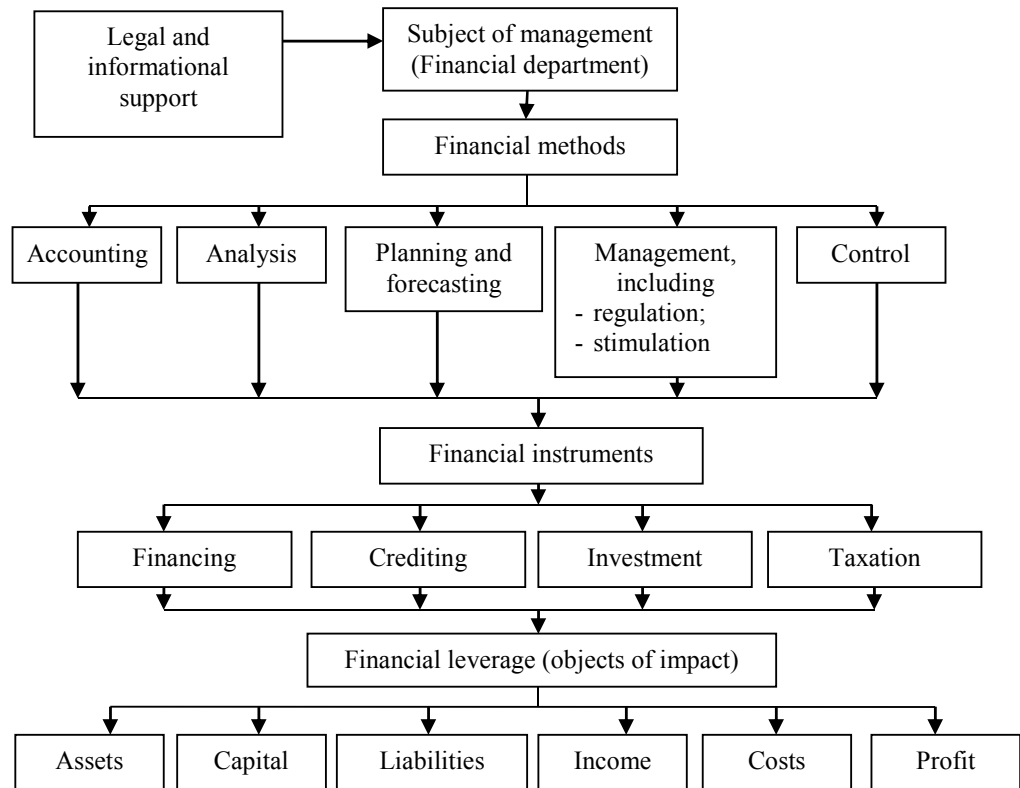 Legal and
informational
support
Subject of management
(Financial department)
Financial methods
Accounting
Analysis
Planning and
forecasting
Management,
including
- regulation;
- stimulation
Control
Financial instruments
Financing
Crediting
Investment
Taxation
Financial leverage (objects of impact)
Assets
Capital
Liabilities
Income
Costs
Profit